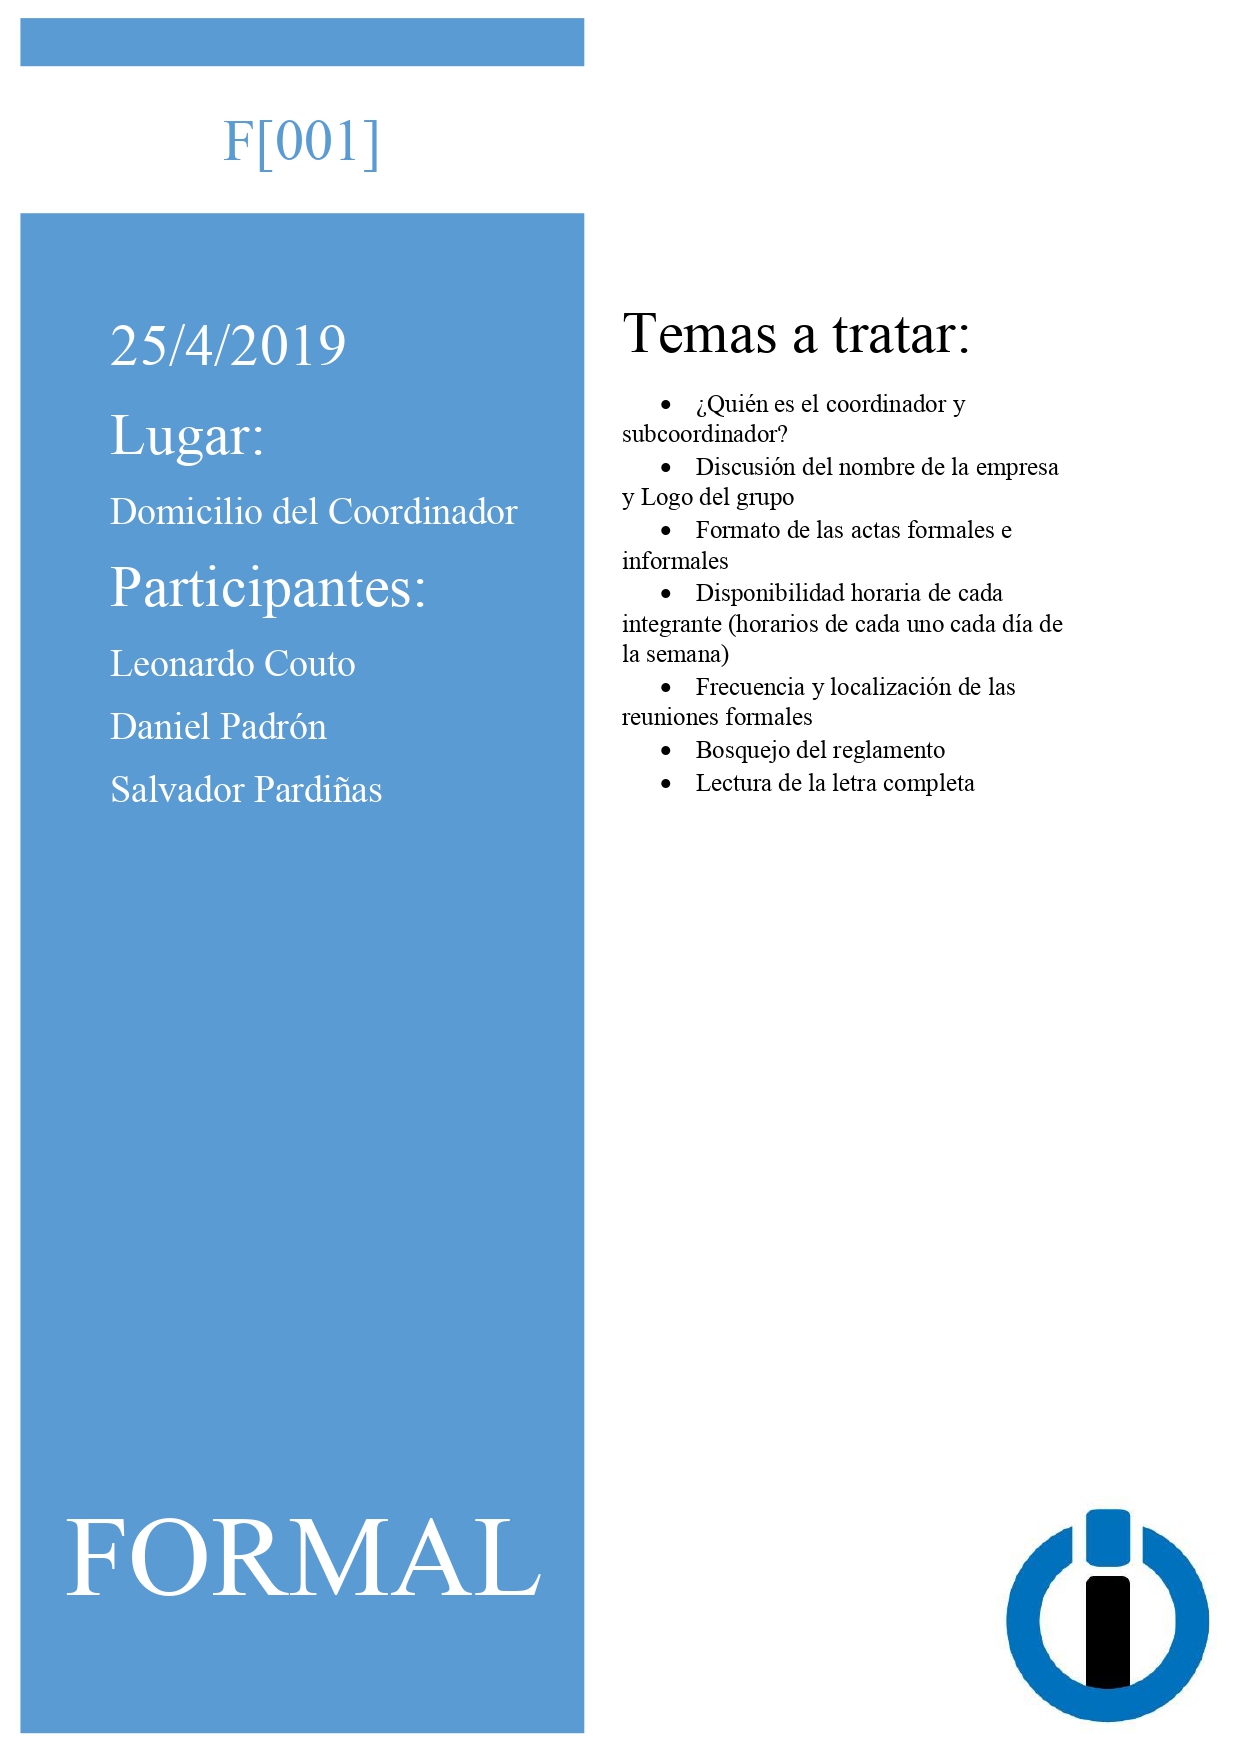 F[001]
25/4/2019
Lugar:
Domicilio del Coordinador
Participantes:
Leonardo Couto
Daniel Padrón
Salvador Pardiñas
FORMAL
Temas a tratar:
• ¿Quién es el coordinador y
subcoordinador?
• Discusión del nombre de la empresa
y Logo del grupo
• Formato de las actas formales e
informales
• Disponibilidad horaria de cada
integrante (horarios de cada uno cada día de
la semana)
• Frecuencia y localización de las
reuniones formales
• Bosquejo del reglamento
• Lectura de la letra completa